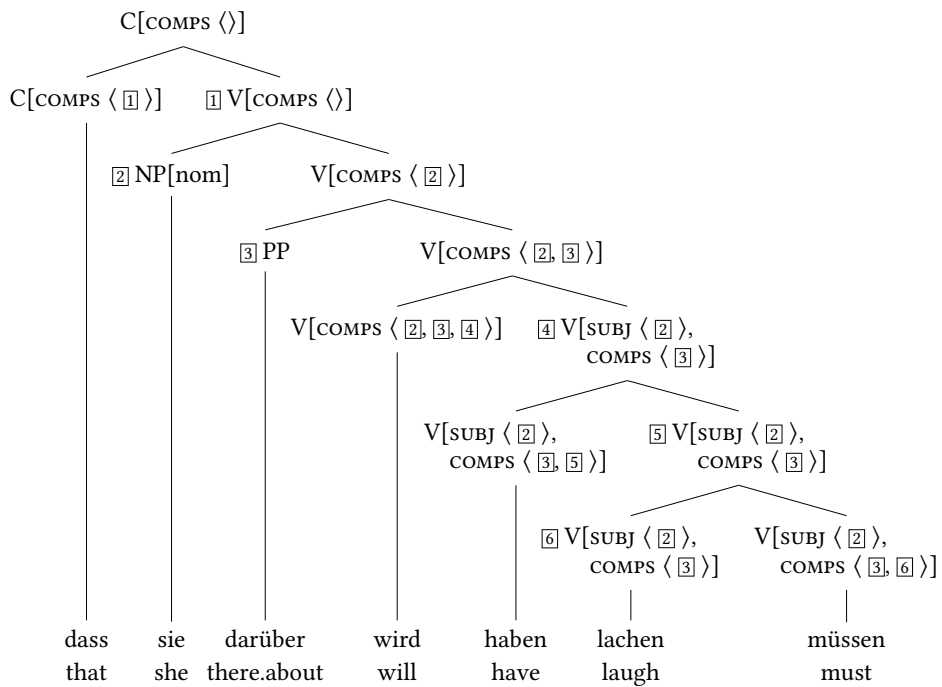 C[COMPS ⟨⟩]
C[COMPS ⟨ 1 ⟩] 1 V[COMPS ⟨⟩]
2 NP[nom] V[COMPS ⟨ 2 ⟩]
3 PP V[COMPS ⟨ 2, 3 ⟩]
V[COMPS ⟨ 2, 3, 4 ⟩] 4 V[SUBJ ⟨ 2 ⟩,
COMPS ⟨ 3 ⟩]
V[SUBJ ⟨ 2 ⟩, 5 V[SUBJ ⟨ 2 ⟩,
COMPS ⟨ 3, 5 ⟩] COMPS ⟨ 3 ⟩]
6 V[SUBJ ⟨ 2 ⟩, V[SUBJ ⟨ 2 ⟩,
COMPS ⟨ 3 ⟩] COMPS ⟨ 3, 6 ⟩]
dass sie darüber wird haben lachen müssen
that she there.about will have laugh must